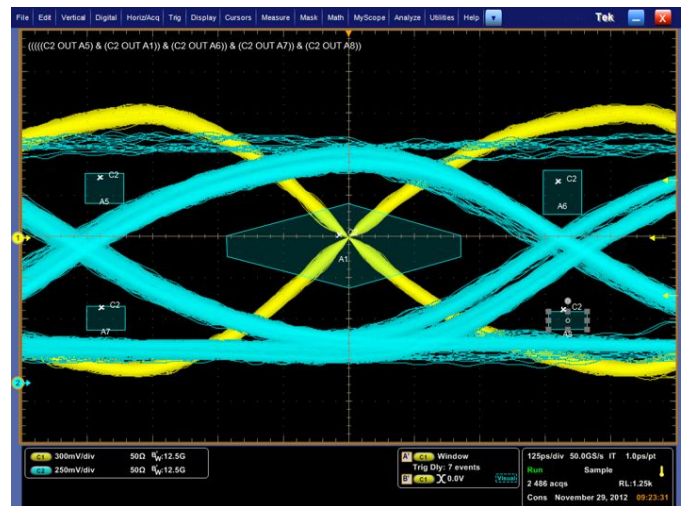 File Edit Vertical Digital Horiz/Acq Trig Display Cursors Measure Mask Math MyScope Analyze Utilities Help Tek X
(((((C2 OUT A5) & (C2 OUT A1)) & (C2 OUT A6)) & (C2 OUT A7)) & (C2 OUT A8))
C2
A5
C2
A6
1
A1
C2
A7
C2
2
C1 300mV/div 50Ω BW:12.5G
C2 250mV/div 50Ω BW:12.5G
A' C1 Window
Trig Dly: 7 events
B' C1 0.0V Visual
125ps/div 50.0GS/s IT 1.0ps/pt
Run Sample
2 486 acqs RL:1.25k
Cons November 29, 2012 09:23:31